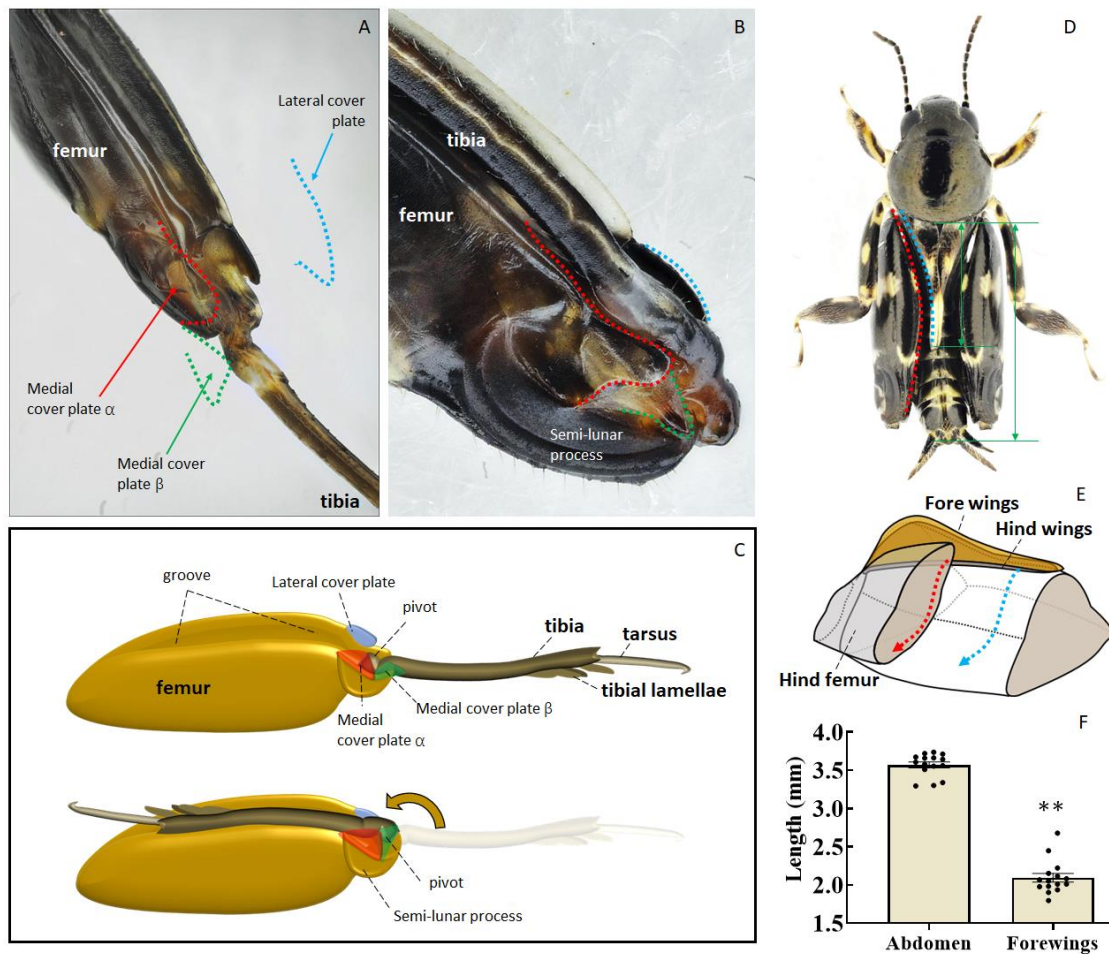 A
Lateral cover
plate
femur
Medial
cover plate α
Medial cover
plate β
tibia
B
tibia
femur
Semi-lunar
process
C
groove
Lateral cover plate
pivot
tibia
tarsus
femur
tibial lamellae
Medial
cover plate α
Medial cover plate β
pivot
Semi-lunar process
D
E
Fore wings
Hind wings
Hind femur
F
Length (mm)
4.0
3.5
3.0
2.5
2.0
1.5
**
Abdomen
Forewings